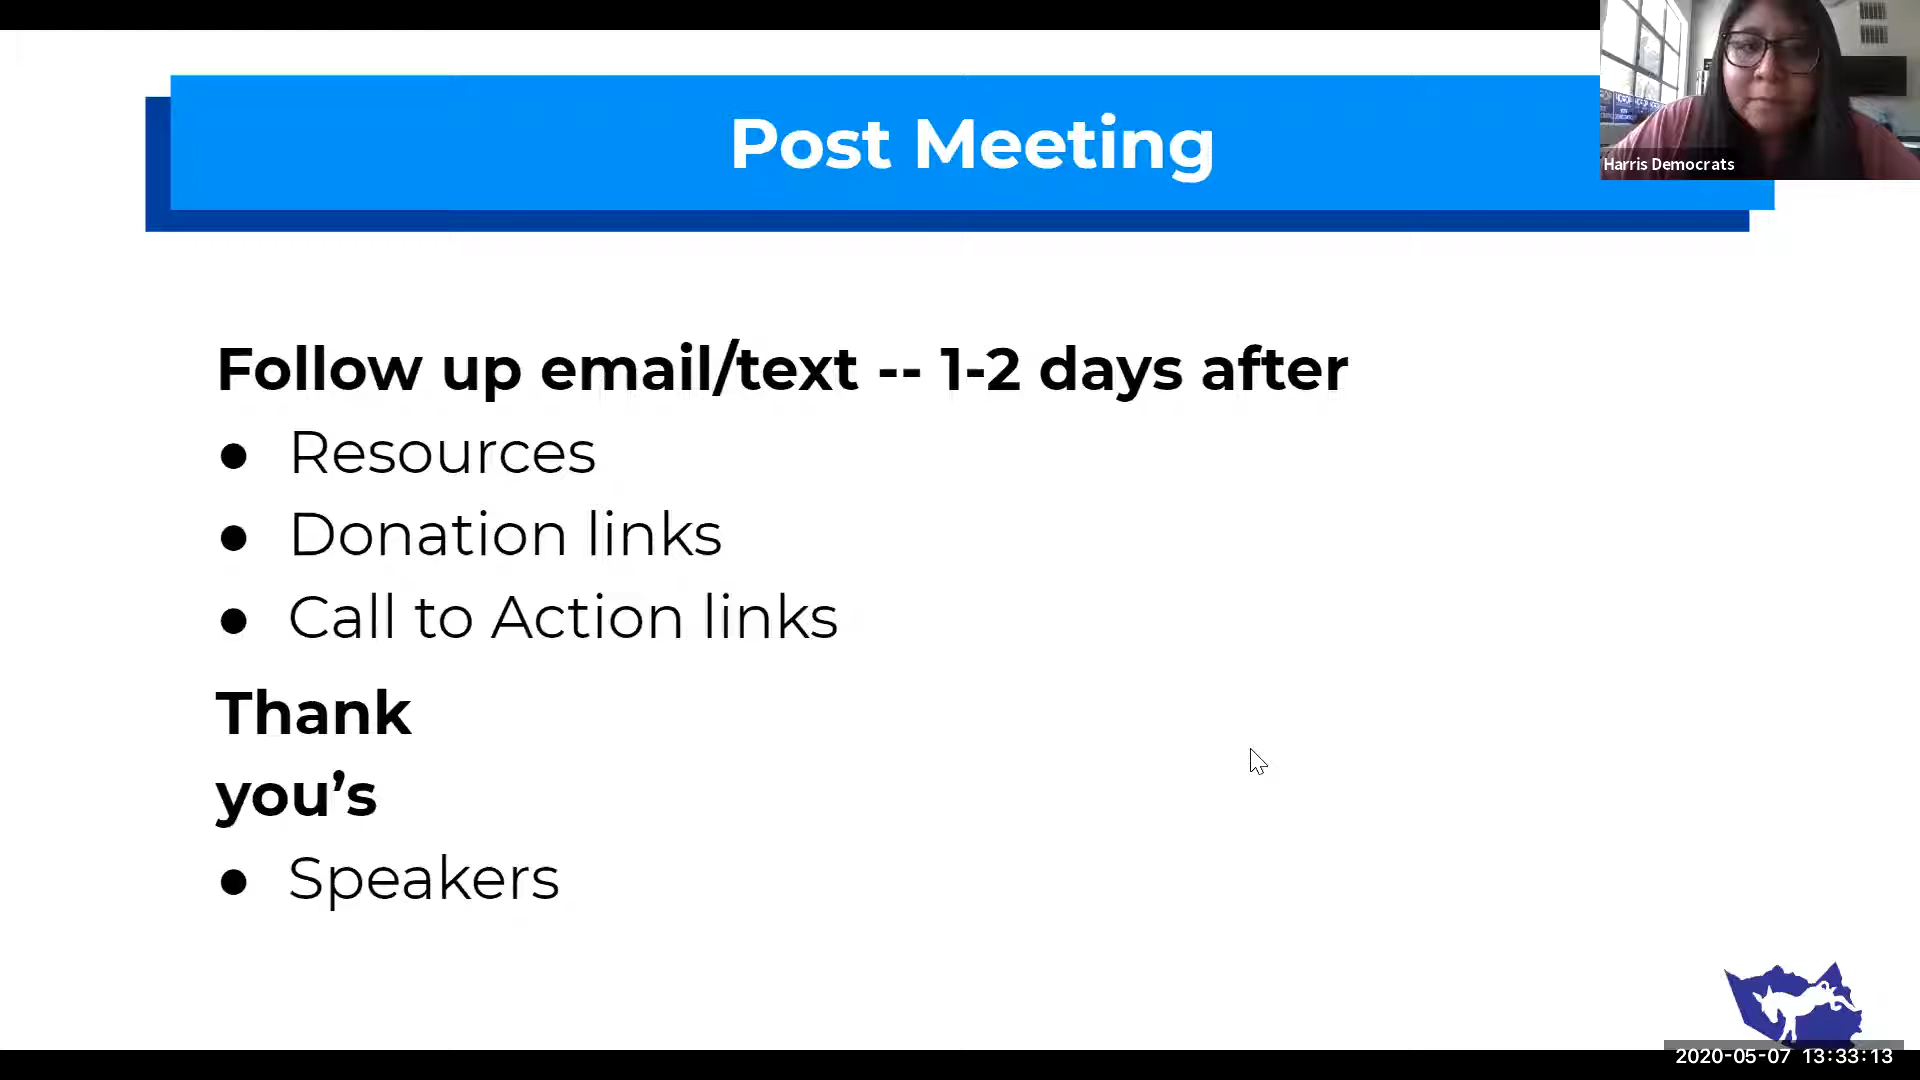 Post Meeting
Harris Democrats
Follow up email/text -- 1-2 days after
● Resources
● Donation links
● Call to Action links
Thank
you’s
● Speakers
2020-05-07 13:33:13